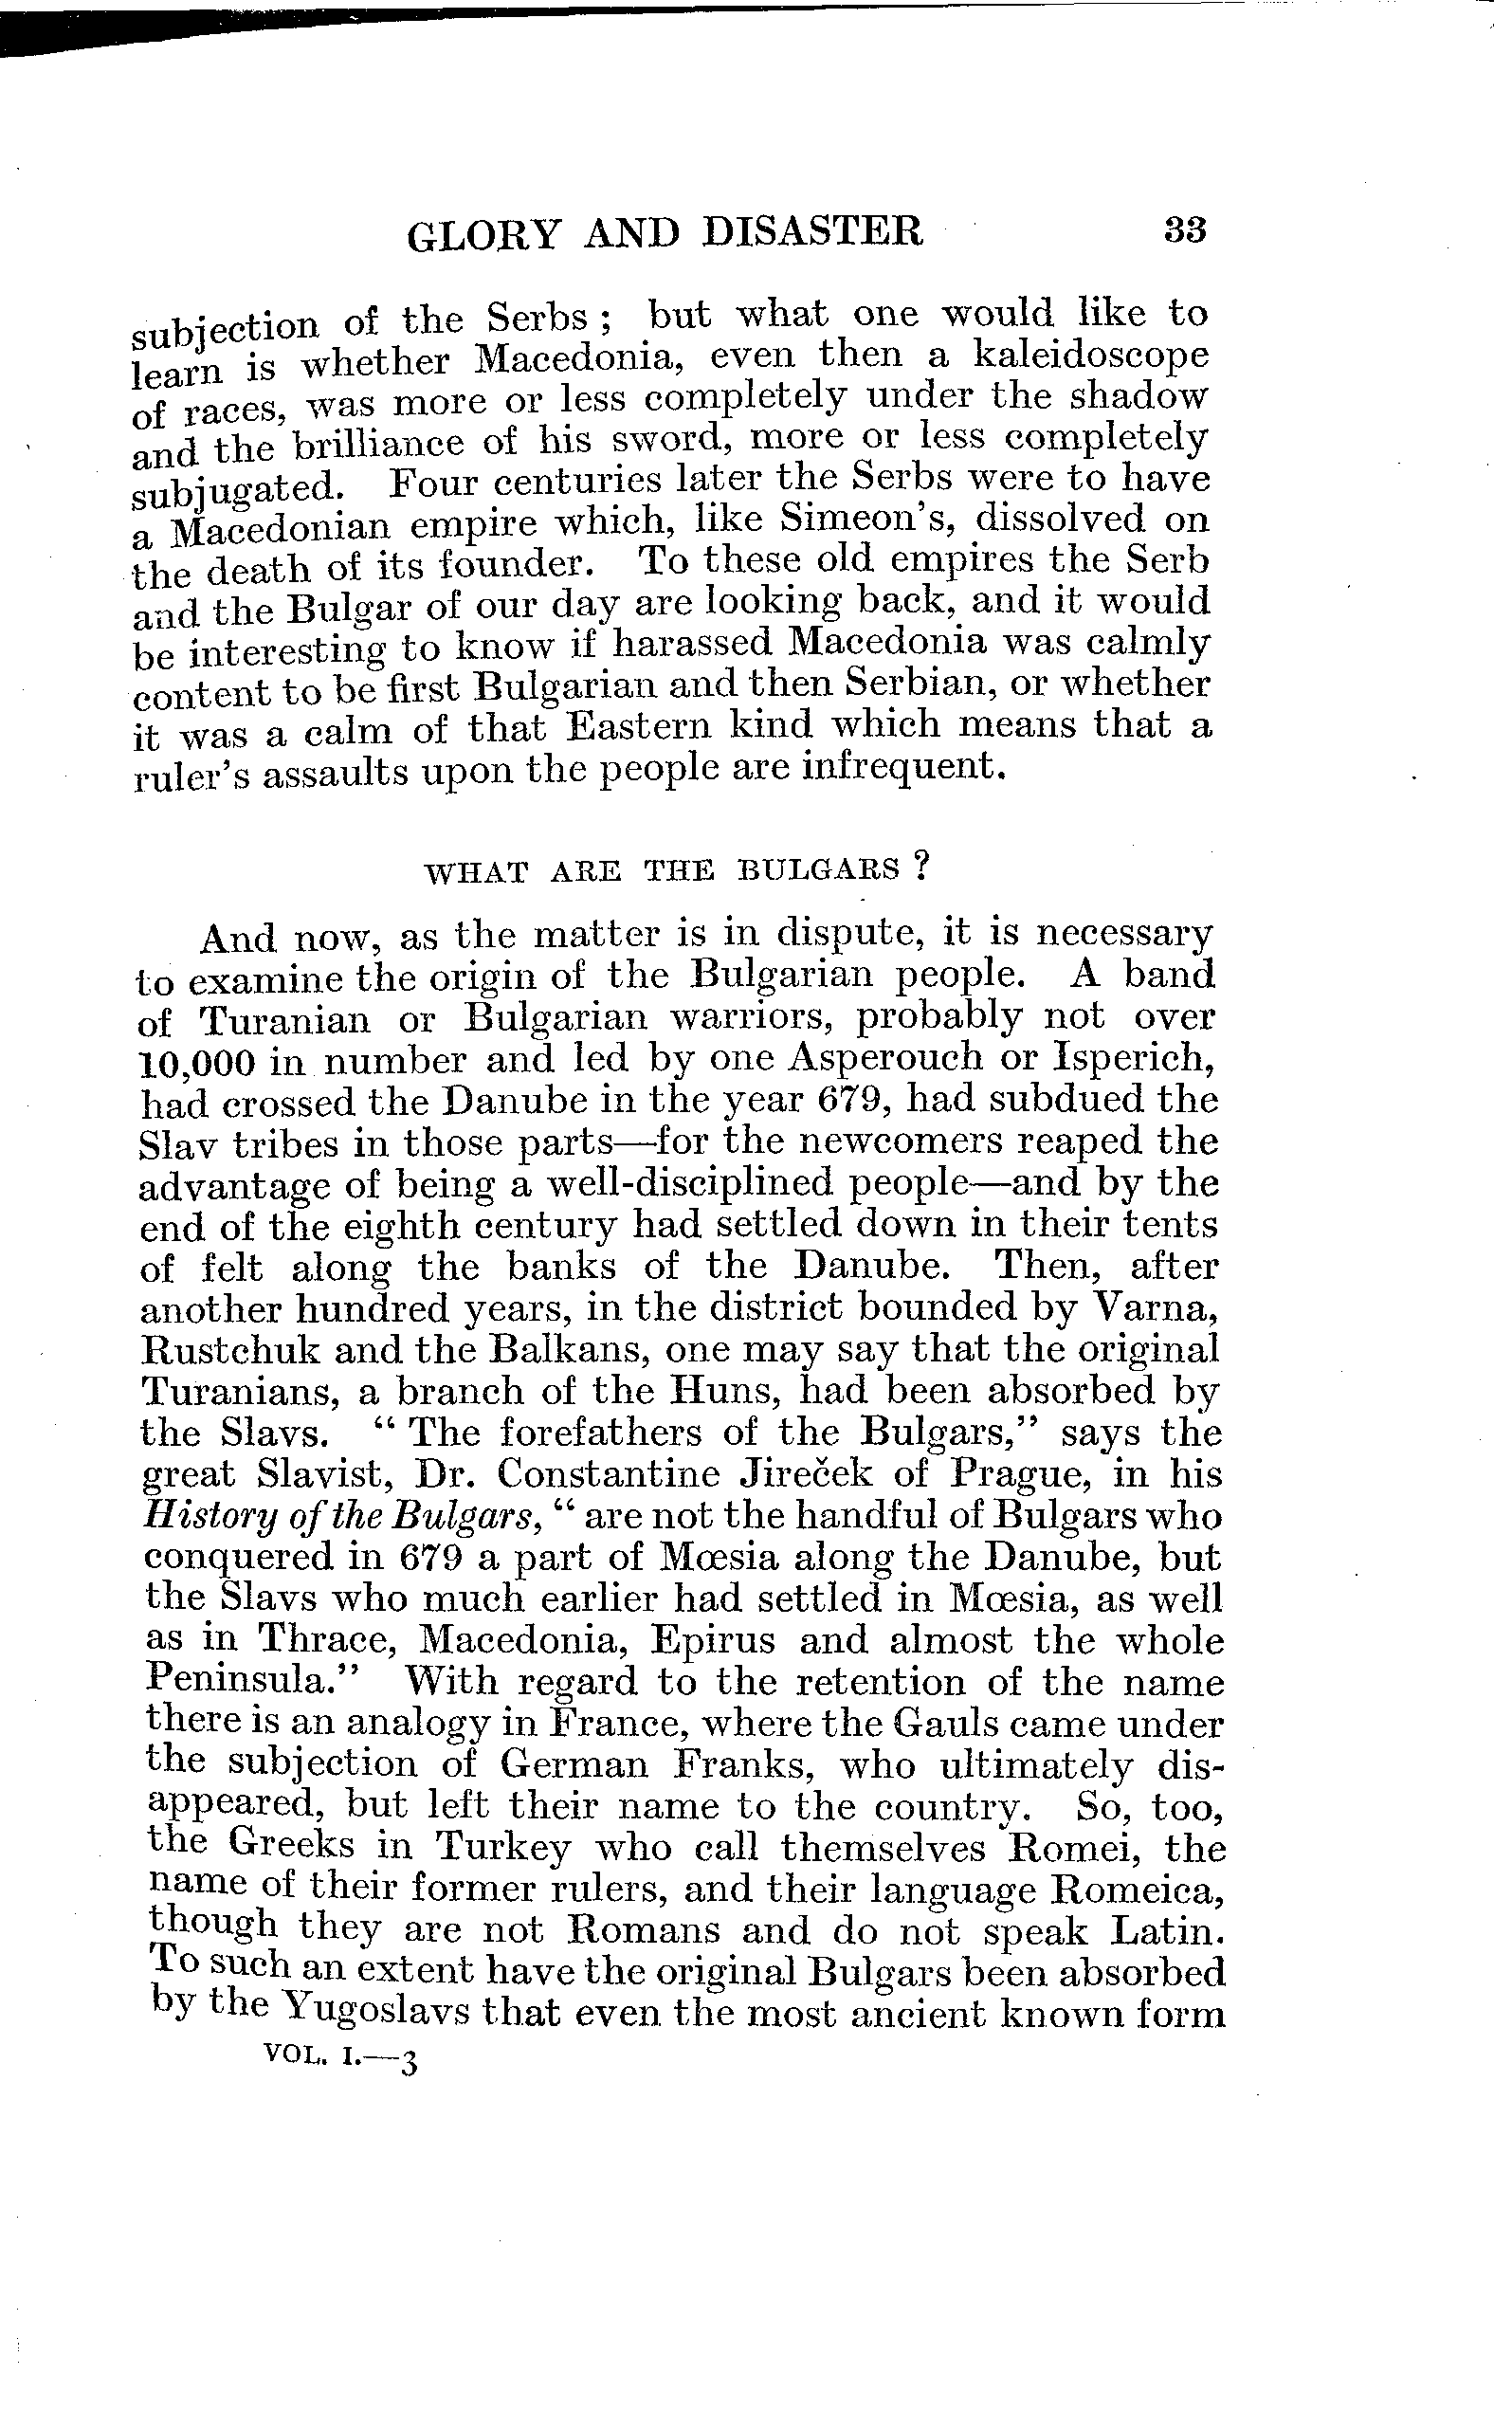 GLORY AND DISASTER 33
subjection of the Serbs ; but what one would like to
learn is whether Macedonia, even then a kaleidoscope
of races, was more or less completely under the shadow
and the brilliance of his sword, more or less completely
subjugated. Four centuries later the Serbs were to have
a Macedonian empire which, like Simeon's, dissolved on
the death of its founder. To these old empires the Serb
and the Bulgar of our day are looking back, and it would
be interesting to know if harassed Macedonia was calmly
content to be first Bulgarian and then Serbian, or whether
it was a calm of that Eastern kind which means that a
ruler's assaults upon the people are infrequent.
WHAT ARE THE BULGARS ?
And now, as the matter is in dispute, it is necessary
to examine the origin of the Bulgarian people. A band
of Turanian or Bulgarian warriors, probably not over
10,000 in number and led by one Asperouch or Isperich,
had crossed the Danube in the year 679, had subdued the
Slav tribes in those parts—for the newcomers reaped the
advantage of being a well-disciplined people—and by the
end of the eighth century had settled down in their tents
of felt along the banks of the Danube. Then, after
another hundred years, in the district bounded by Varna,
Rustchuk and the Balkans, one may say that the original
Turanians, a branch of the Huns, had been absorbed by
the Slavs. " The forefathers of the Bulgars," says the
great Slavist, Dr. Constantine Jireček of Prague, in his
History of the Bulgars, " are not the handful of Bulgars who
conquered in 679 a part of Mœsia along the Danube, but
the Slavs who much earlier had settled in Mœsia, as well
as in Thrace, Macedonia, Epirus and almost the whole
Peninsula." With regard to the retention of the name
there is an analogy in France, where the Gauls came under
the subjection of German Franks, who ultimately dis-
appeared, but left their name to the country. So, too,
the Greeks in Turkey who call themselves Romei, the
name of their former rulers, and their language Romeica,
though they are not Romans and do not speak Latin.
To such an extent have the original Bulgars been absorbed
by the Yugoslavs that even the most ancient known form
VOL. I.—3